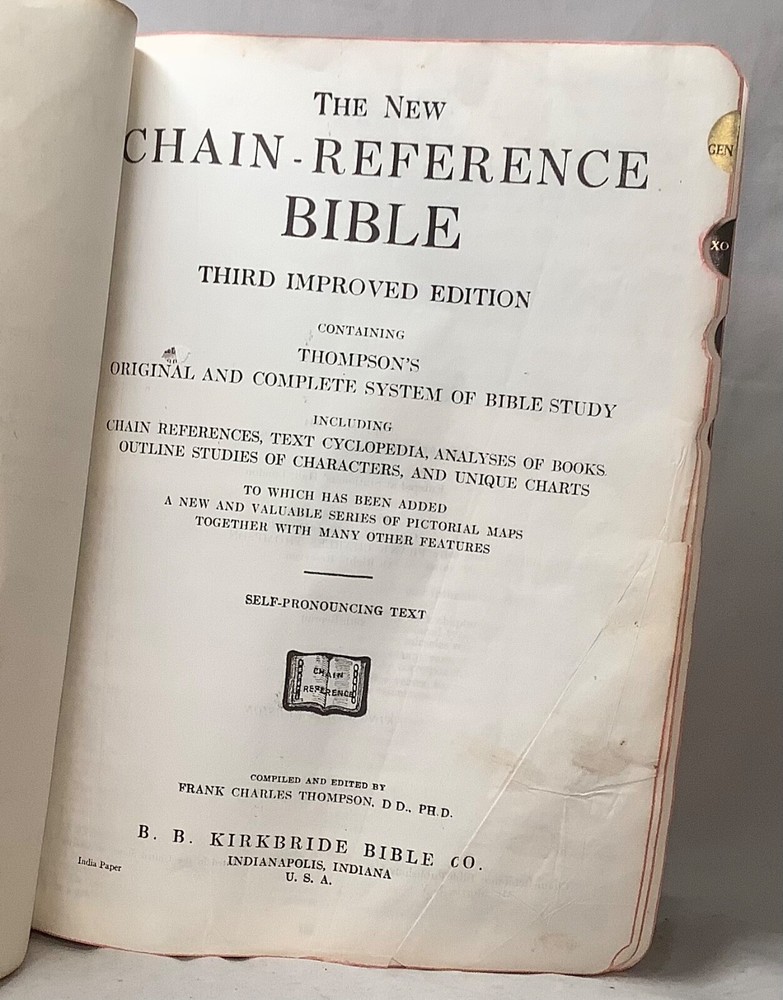 THE NEW
CHAIN-REFERENCE
BIBLE
THIRD IMPROVED EDITION
CONTAINING
THOMPSON'S
ORIGINAL AND COMPLETE SYSTEM OF BIBLE STUDY
INCLUDING
CHAIN REFERENCES, TEXT CYCLOPEDIA, ANALYSES OF BOOKS
OUTLINE STUDIES OF CHARACTERS, AND UNIQUE CHARTS
TO WHICH HAS BEEN ADDED
A NEW AND VALUABLE SERIES OF PICTORIAL MAPS
TOGETHER WITH MANY OTHER FEATURES
SELF-PRONOUNCING TEXT
CHAIN
REFERENCE
COMPILED AND EDITED BY
FRANK CHARLES THOMPSON, D D., PH.D.
B. B. KIRKBRIDE BIBLE CO.
INDIANAPOLIS, INDIANA
U. S. A.
India Paper
GEN
XO